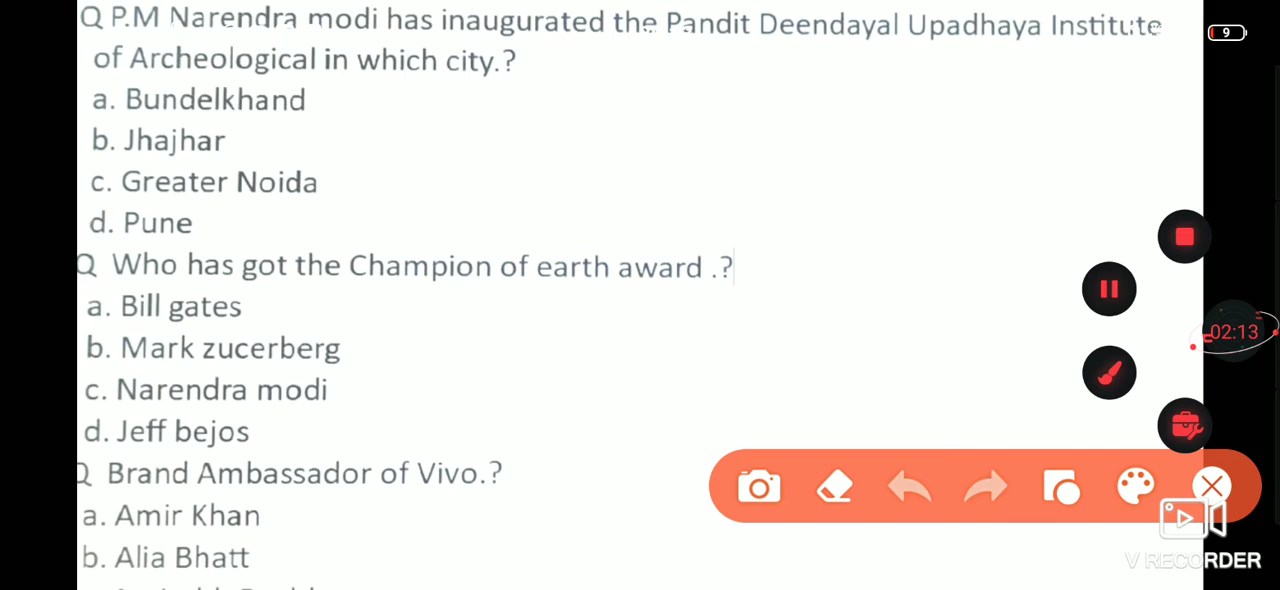 Q P.M Narendra modi has inaugurated the Pandit Deendayal Upadhaya Institute
9
of Archeological in which city.?
a. Bundelkhand
b. Jhajhar
c. Greater Noida
d. Pune
Q Who has got the Champion of earth award .?
a. Bill gates
02:13
b. Mark zucerberg
c. Narendra modi
d. Jeff bejos
Q Brand Ambassador of Vivo.?
a. Amir Khan
b. Alia Bhatt
V RECORDER